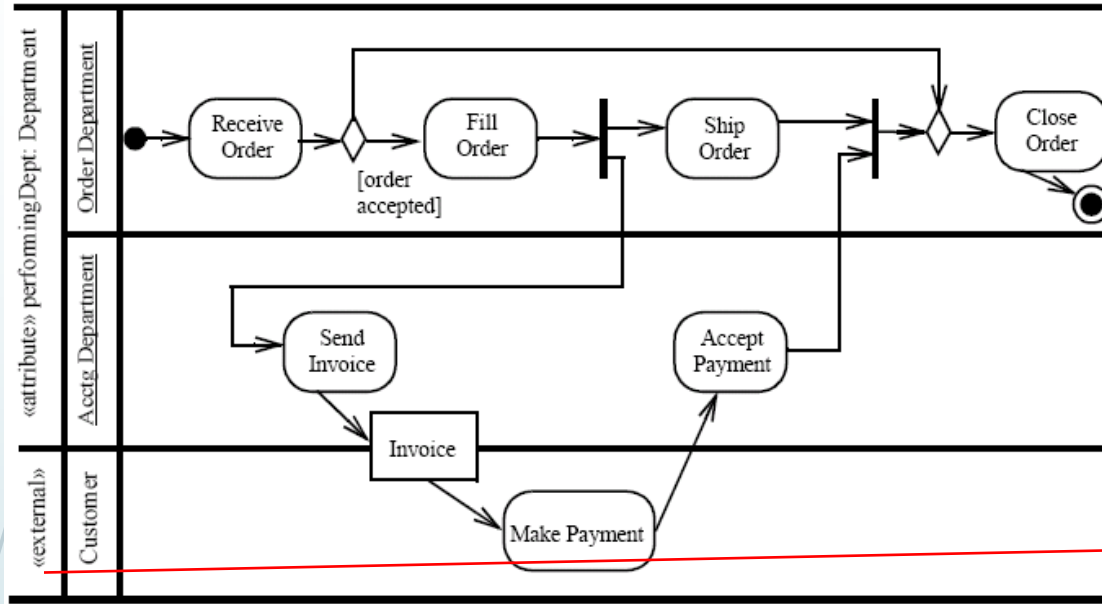 «attribute» performingDept: Department
Order Department
Receive
Order
[order
accepted]
Fill
Order
Ship
Order
Close
Order
Acctg Department
Send
Invoice
Accept
Payment
Invoice
«external»
Customer
Make Payment